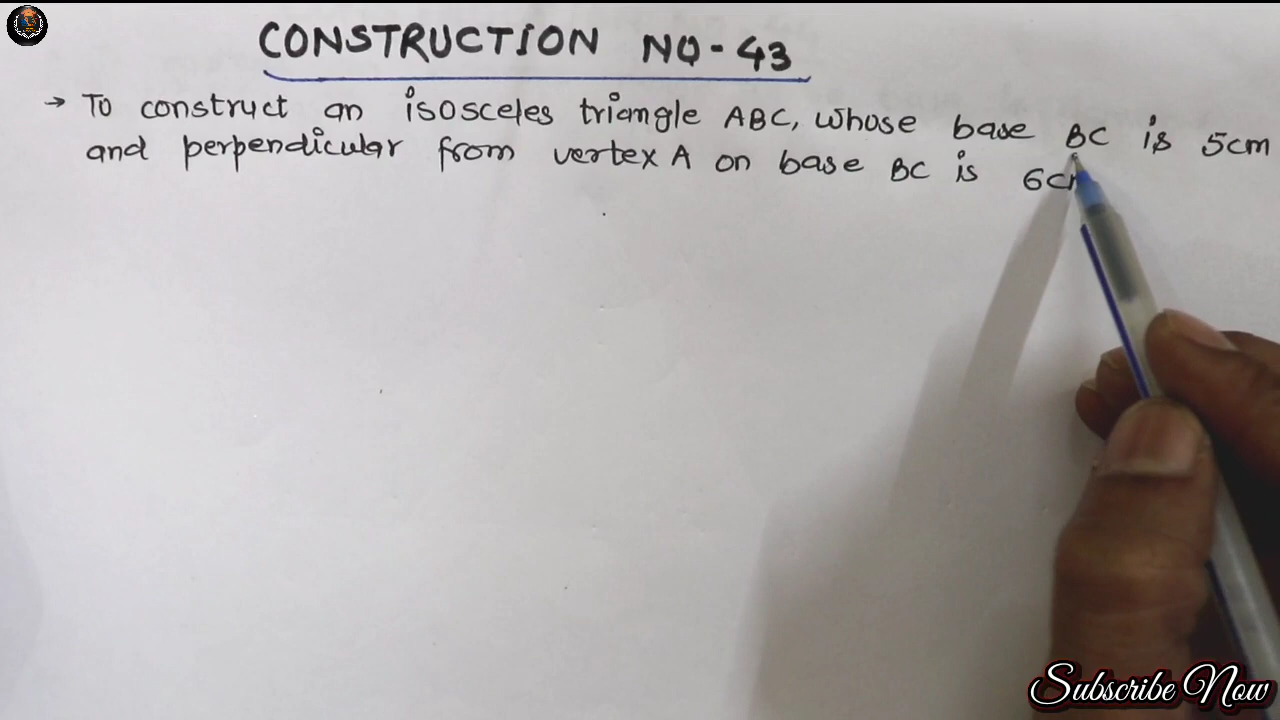 CONSTRUCTION NO-43
→ To construct an isosceles triangle ABC, whose base BC is 5cm
and perpendicular from vertex A on base BC is 6c
Subscribe Now